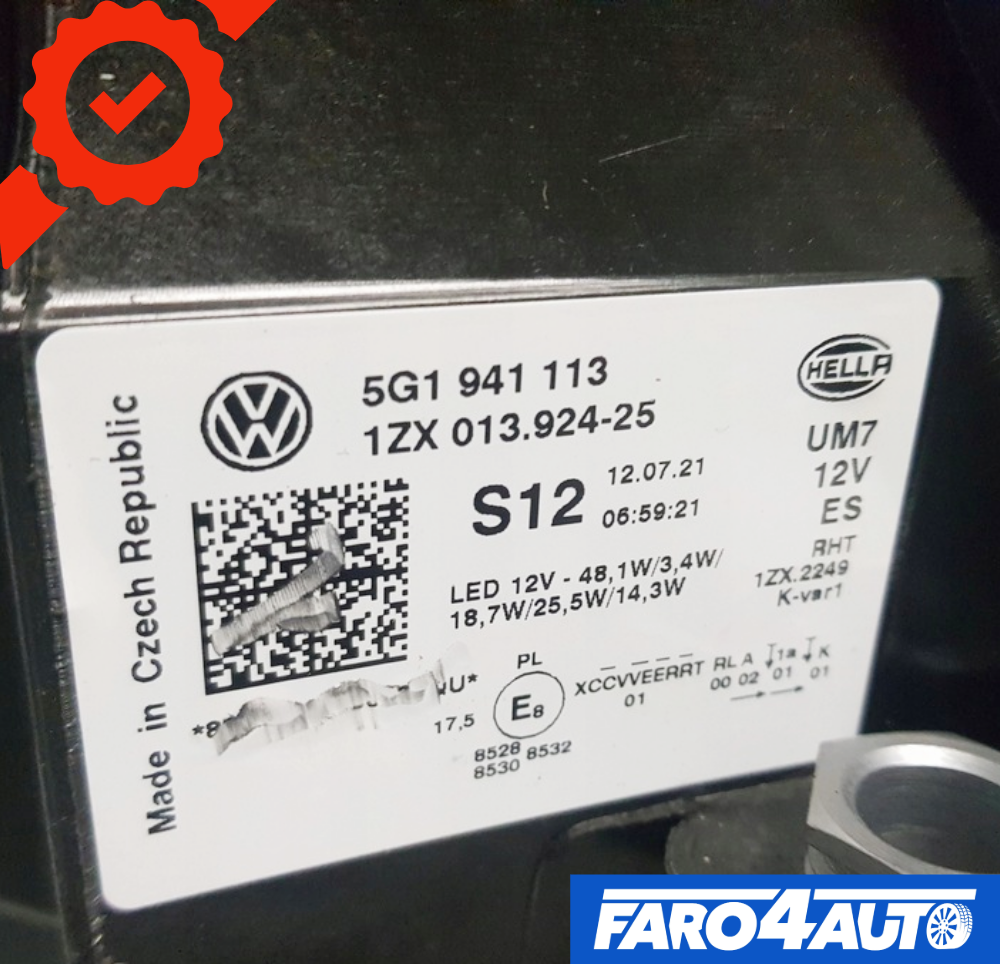 Made in Czech Republic
5G1 941 113
1ZX 013.924-25
HELLA
S12
12.07.21
06:59:21
UM7
12V
ES
RHT
1ZX.2249
K-var1
LED 12V - 48,1W/3,4W/
18,7W/25,5W/14,3W
U*
*8
17,5
PL
E8
8528 8532
8530
XCCVVEERRT RL A 1a K
01 00 02 01 01
FARO4AUTO